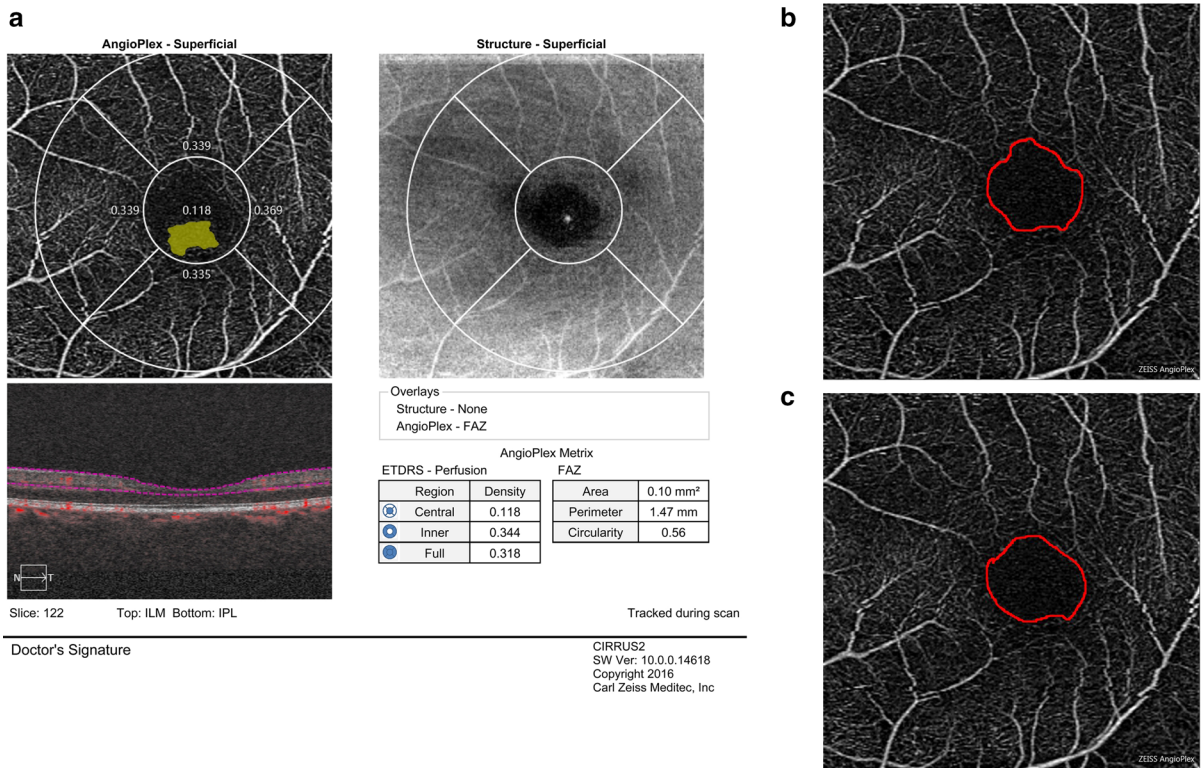 a
AngioPlex - Superficial
0.339
0.339 0.118 0.369
0.335
Structure - Superficial
N T
Slice: 122 Top: ILM Bottom: IPL
Overlays
Structure - None
AngioPlex - FAZ
AngioPlex Metrix
ETDRS - Perfusion
Region Density
Central 0.118
Inner 0.344
Full 0.318
FAZ
Area 0.10 mm²
Perimeter 1.47 mm
Circularity 0.56
Tracked during scan
Doctor's Signature
CIRRUS2
SW Ver: 10.0.0.14618
Copyright 2016
Carl Zeiss Meditec, Inc
b
ZEISS AngioPlex
c
ZEISS AngioPlex